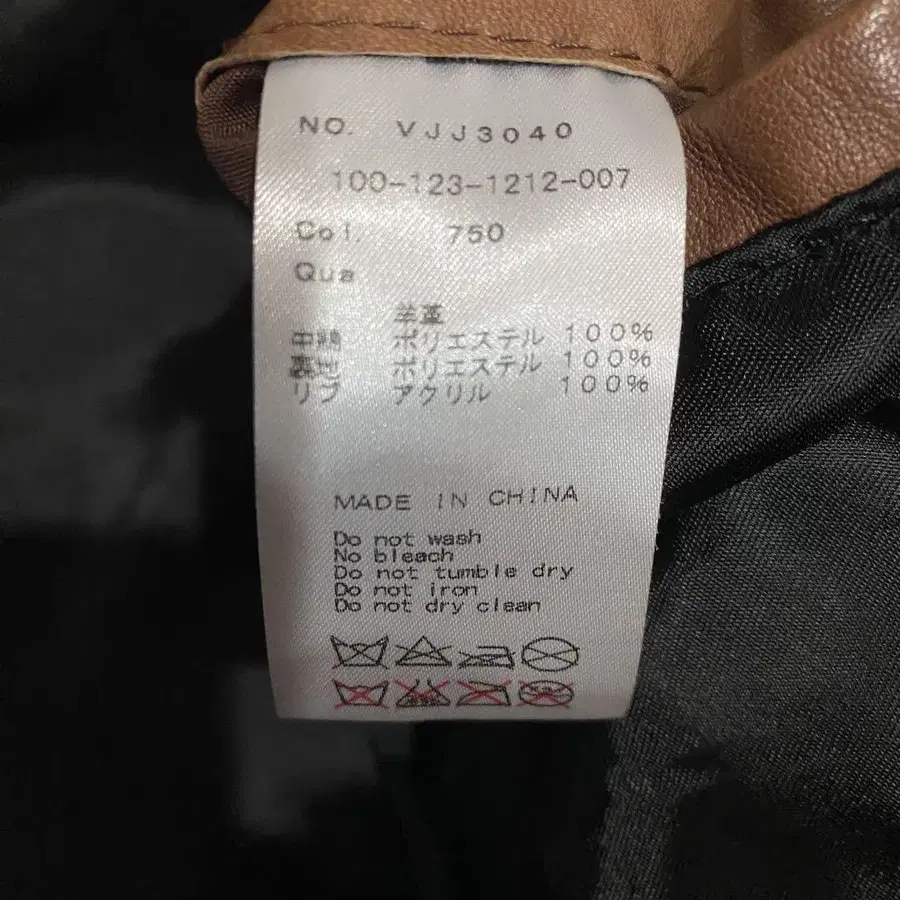 NO. VJJ3040
100-123-1212-007
Col. 750
Qua
羊革
中綿 ポリエステル 100%
裏地 ポリエステル 100%
リブ アクリル 100%
MADE IN CHINA
Do not wash
No bleach
Do not tumble dry
Do not iron
Do not dry clean